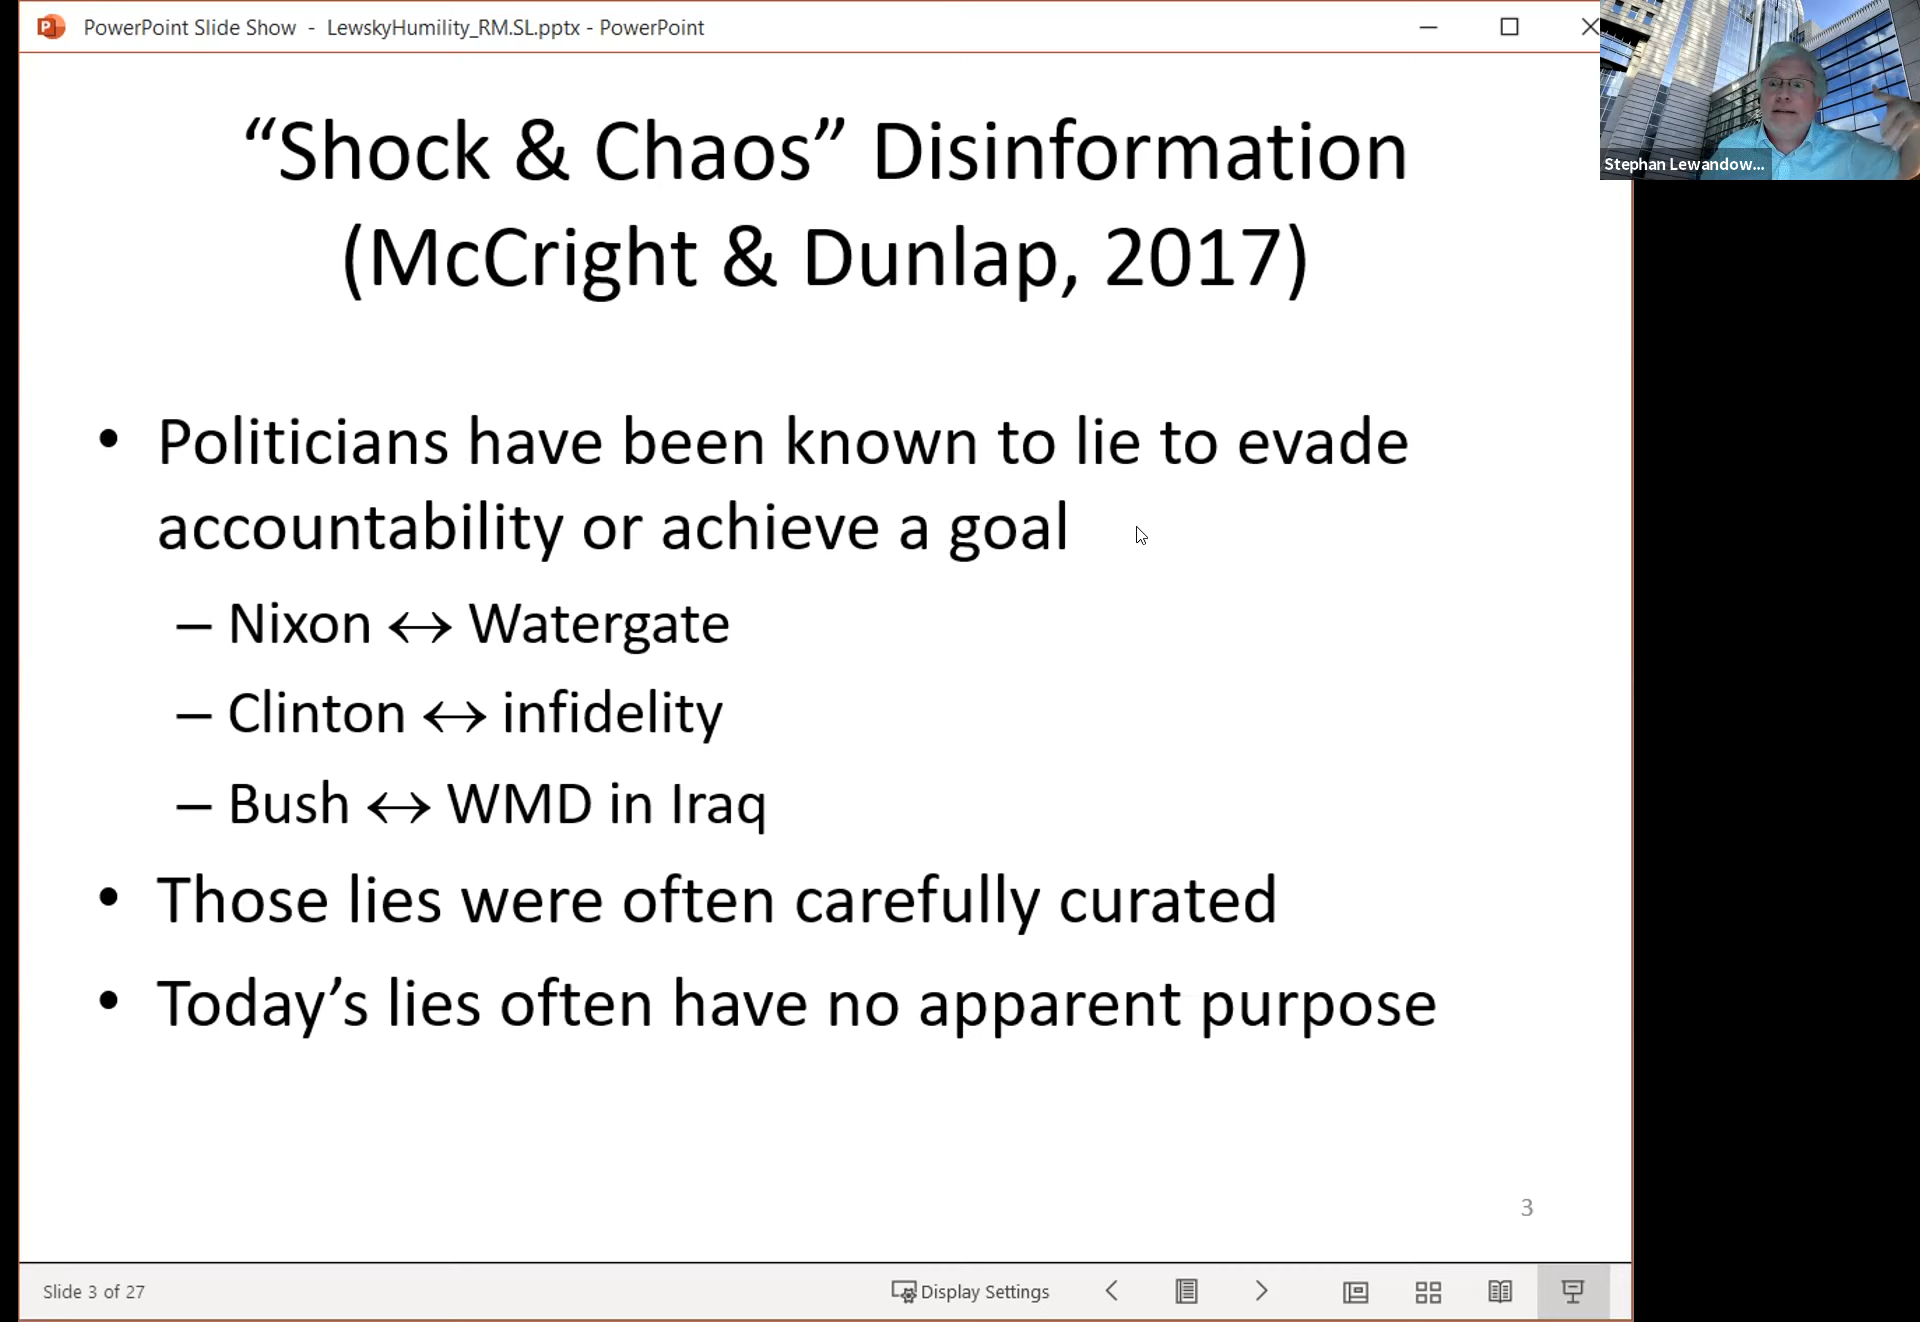 PowerPoint Slide Show - LewskyHumility_RM.SL.pptx - PowerPoint
Stephan Lewandow...
“Shock & Chaos” Disinformation
(McCright & Dunlap, 2017)
• Politicians have been known to lie to evade
accountability or achieve a goal
– Nixon ↔ Watergate
– Clinton ↔ infidelity
– Bush ↔ WMD in Iraq
• Those lies were often carefully curated
• Today’s lies often have no apparent purpose
3
Slide 3 of 27
Display Settings